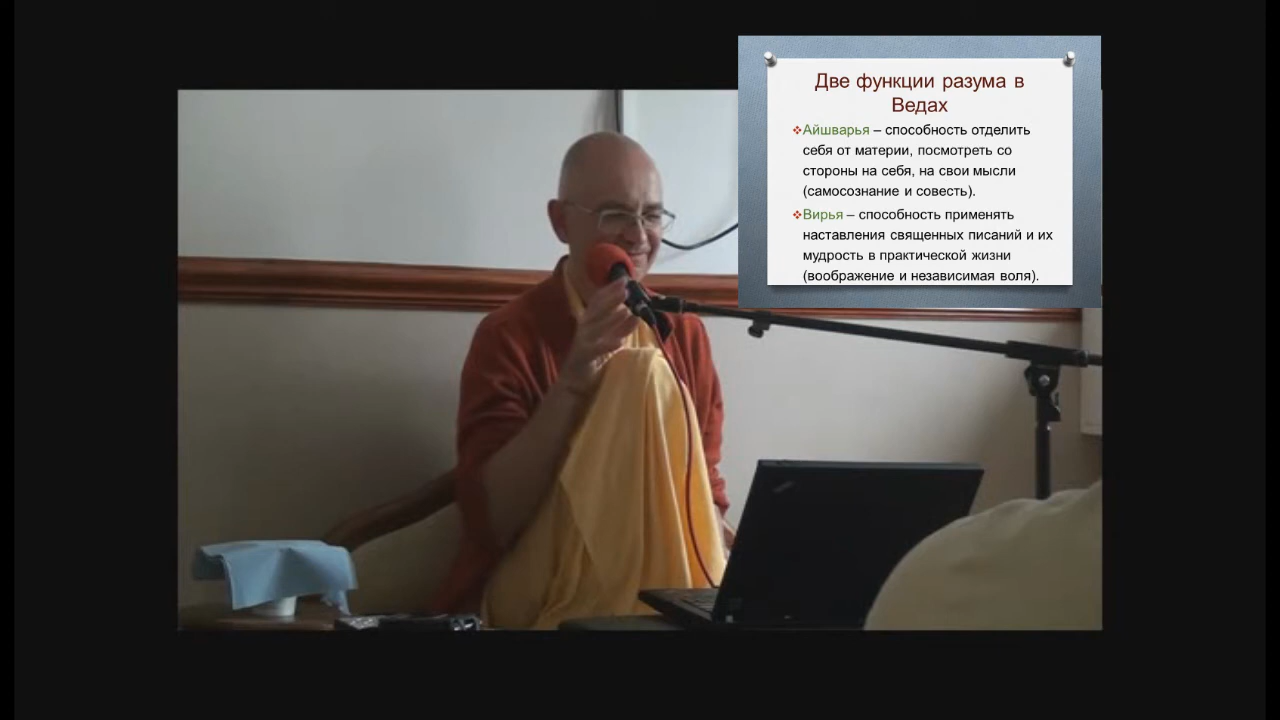 Две функции разума в
Ведах
❖Айшварья – способность отделить
себя от материи, посмотреть со
стороны на себя, на свои мысли
(самосознание и совесть).
❖Вирья – способность применять
наставления священных писаний и их
мудрость в практической жизни
(воображение и независимая воля).